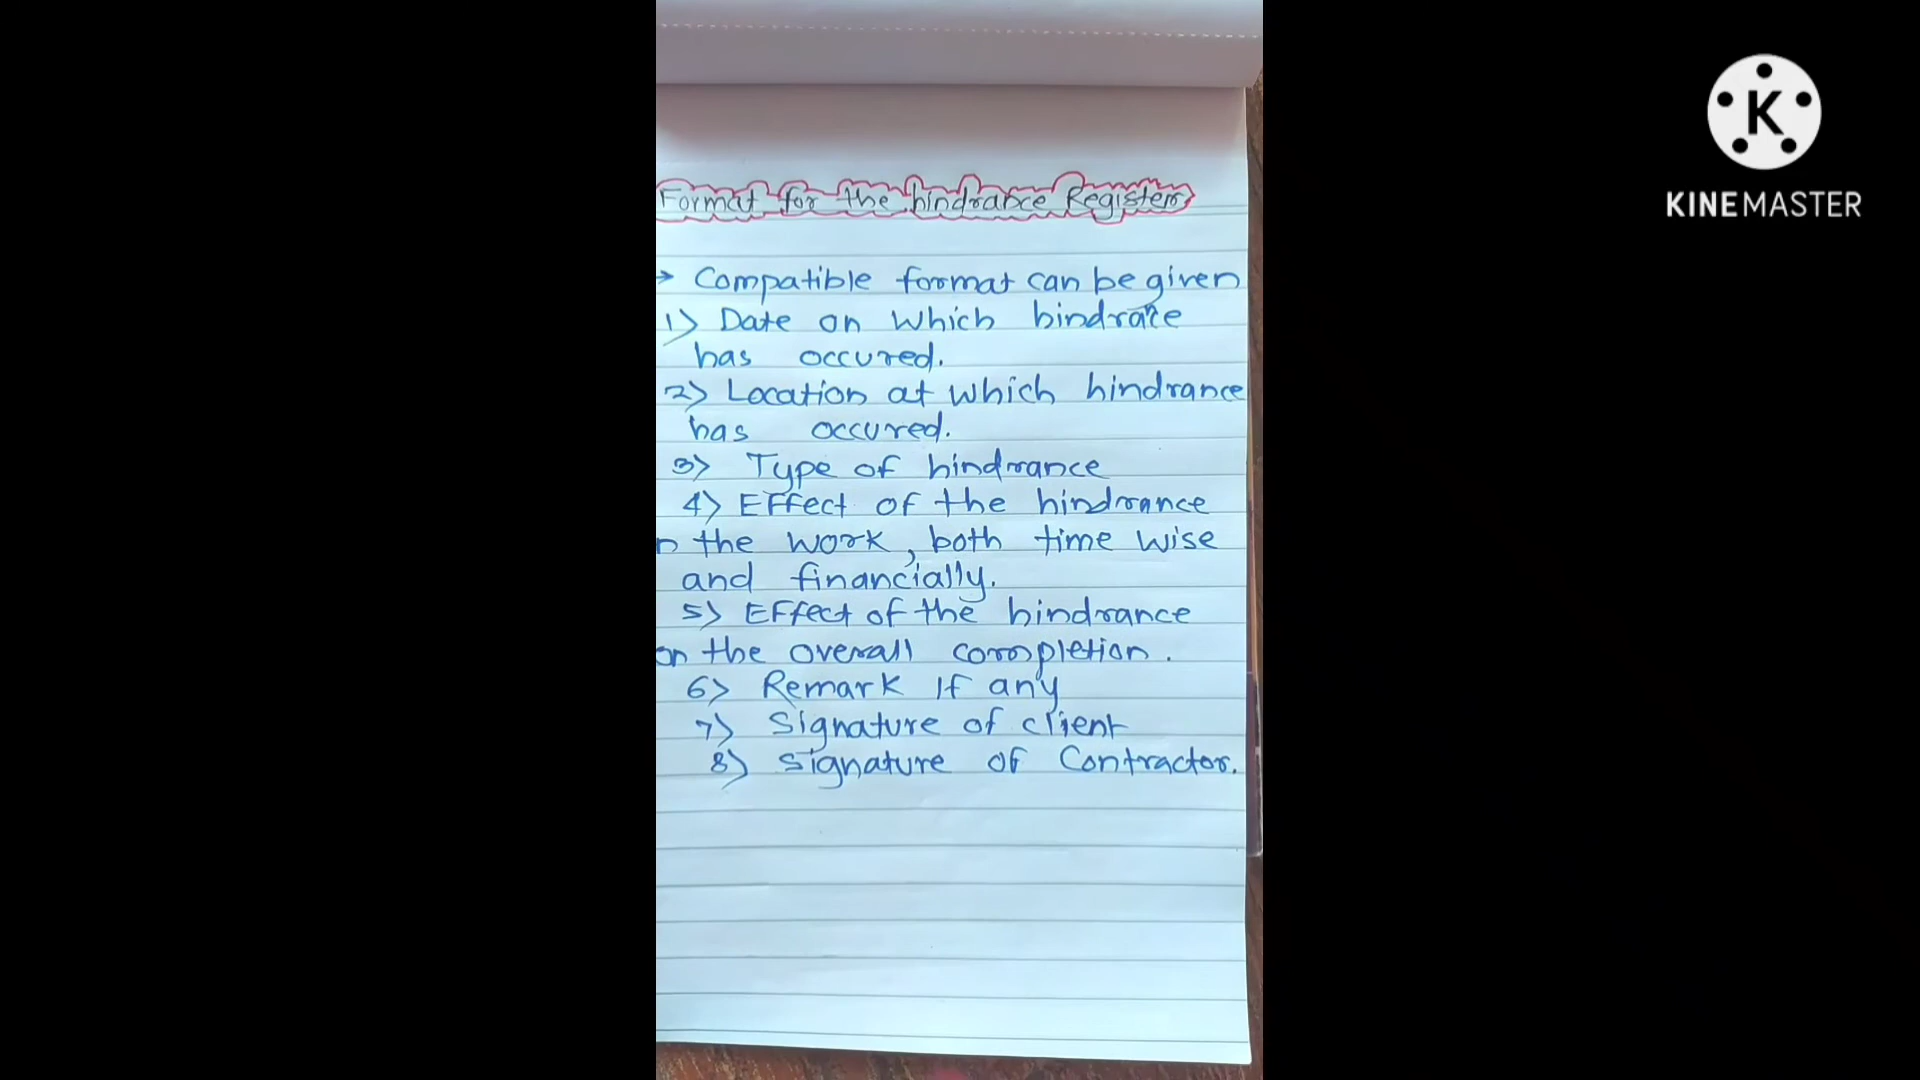 Format for the hindrance Register
→ Compatible format can be given
1) Date on which hindrance
has occured.
2) Location at which hindrance
has occured.
3) Type of hindrance
4) Effect of the hindrance
n the work, both time wise
and financially.
5) Effect of the hindrance
on the overall completion.
6) Remark If any
7) Signature of client
8) Signature of Contractor.
K
KINEMASTER